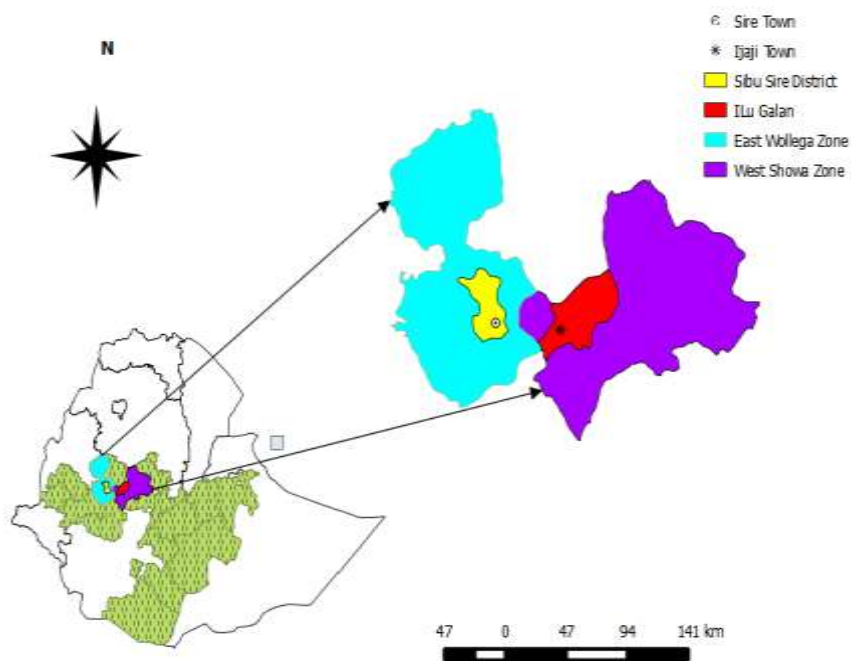 N
Sire Town
Ijaji Town
Sibu Sire District
ILu Galan
East Wollega Zone
West Showa Zone
47 0 47 94 141 km